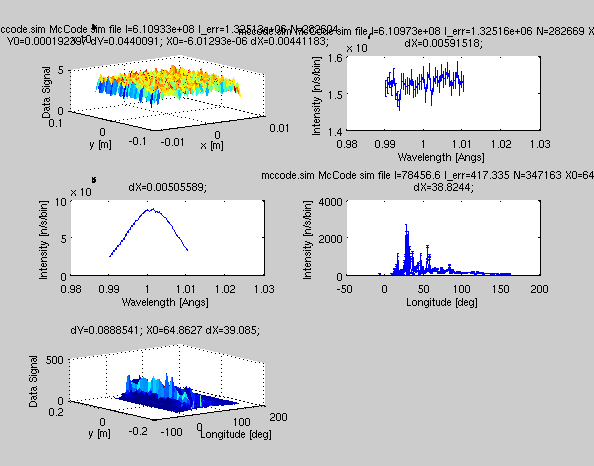 ccode.sim McCode sim file I=6.10933e+08 I_err=1.32513e+06 N=282604
Y0=0.000192397 dY=0.0440091; X0=-6.01293e-06 dX=0.00441183;
Data Signal
5
0
0.1
0
-0.1
y [m]
-0.01
0
0.01
x [m]
mccode.sim McCode sim file I=6.10973e+08 I_err=1.32516e+06 N=282669 X
dX=0.00591518;
x 10
Intensity [n/s/bin]
1.6
1.5
1.4
0.98 0.99 1 1.01 1.02 1.03
Wavelength [Angs]
dX=0.00505589;
x 10
Intensity [n/s/bin]
10
5
0
0.98 0.99 1 1.01 1.02 1.03
Wavelength [Angs]
mccode.sim McCode sim file I=78456.6 I_err=417.335 N=347163 X0=64
dX=38.8244;
Intensity [n/s/bin]
4000
2000
0
-50 0 50 100 150 200
Longitude [deg]
dY=0.0888541; X0=64.8627 dX=39.085;
Data Signal
500
0
0.2
0
-0.2
y [m]
-100
0
100
200
Longitude [deg]